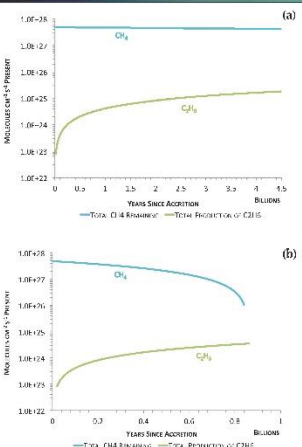 (a)
1.0E+28
1.0E+27
1.0E+26
1.0E+25
1.0E+24
1.0E+23
1.0E+22
MOLECULES CM-2 S-1 PRESENT
CH4
C2H6
0 0.5 1 1.5 2 2.5 3 3.5 4 4.5
YEARS SINCE ACCRETION
BILLIONS
TOTAL CH4 REMAINING TOTAL PRODUCTION OF C2H6
(b)
1.0E+28
1.0E+27
1.0E+26
1.0E+25
1.0E+24
1.0E+23
1.0E+22
MOLECULES CM-2 S-1 PRESENT
CH4
C2H6
0 0.2 0.4 0.6 0.8 1
YEARS SINCE ACCRETION
BILLIONS
TOTAL CH4 REMAINING TOTAL PRODUCTION OF C2H6